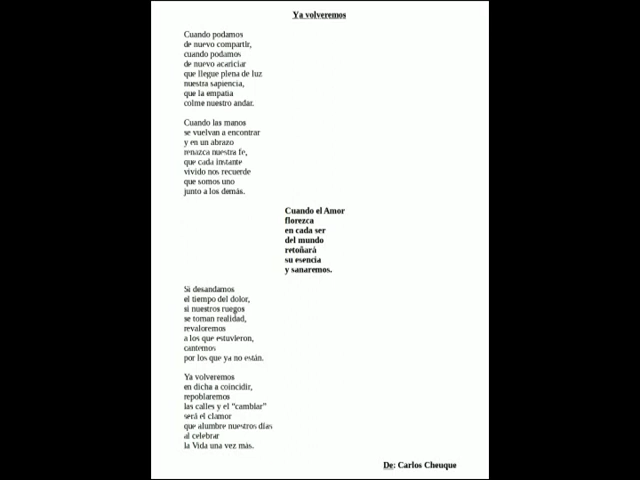 Ya volveremos
Cuando podamos
de nuevo compartir,
cuando podamos
de nuevo acariciar
que llegue plena de luz
nuestra sapiencia,
que la empatía
colme nuestro andar.
Cuando las manos
se vuelvan a encontrar
y en un abrazo
renazca nuestra fe,
que cada instante
vivido nos recuerde
que somos uno
junto a los demás.
Cuando el Amor
florezca
en cada ser
del mundo
retoñará
su esencia
y sanaremos.
Si desandamos
el tiempo del dolor,
si nuestros ruegos
se tornan realidad,
revaloremos
a los que estuvieron,
cantemos
por los que ya no están.
Ya volveremos
en dicha a coincidir,
repoblaremos
las calles y el "cambiar"
será el clamor
que alumbre nuestros días
al celebrar
la Vida una vez más.
De: Carlos Cheuque